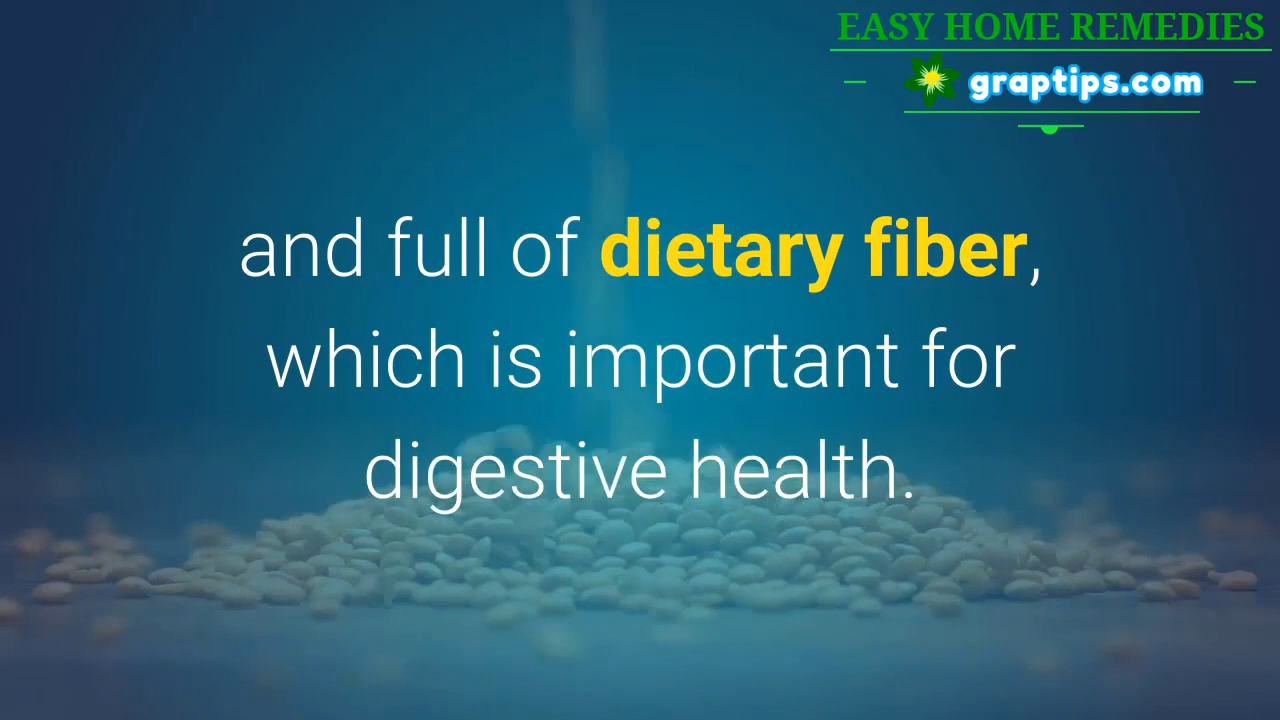 EASY HOME REMEDIES
graptips.com
and full of dietary fiber,
which is important for
digestive health.